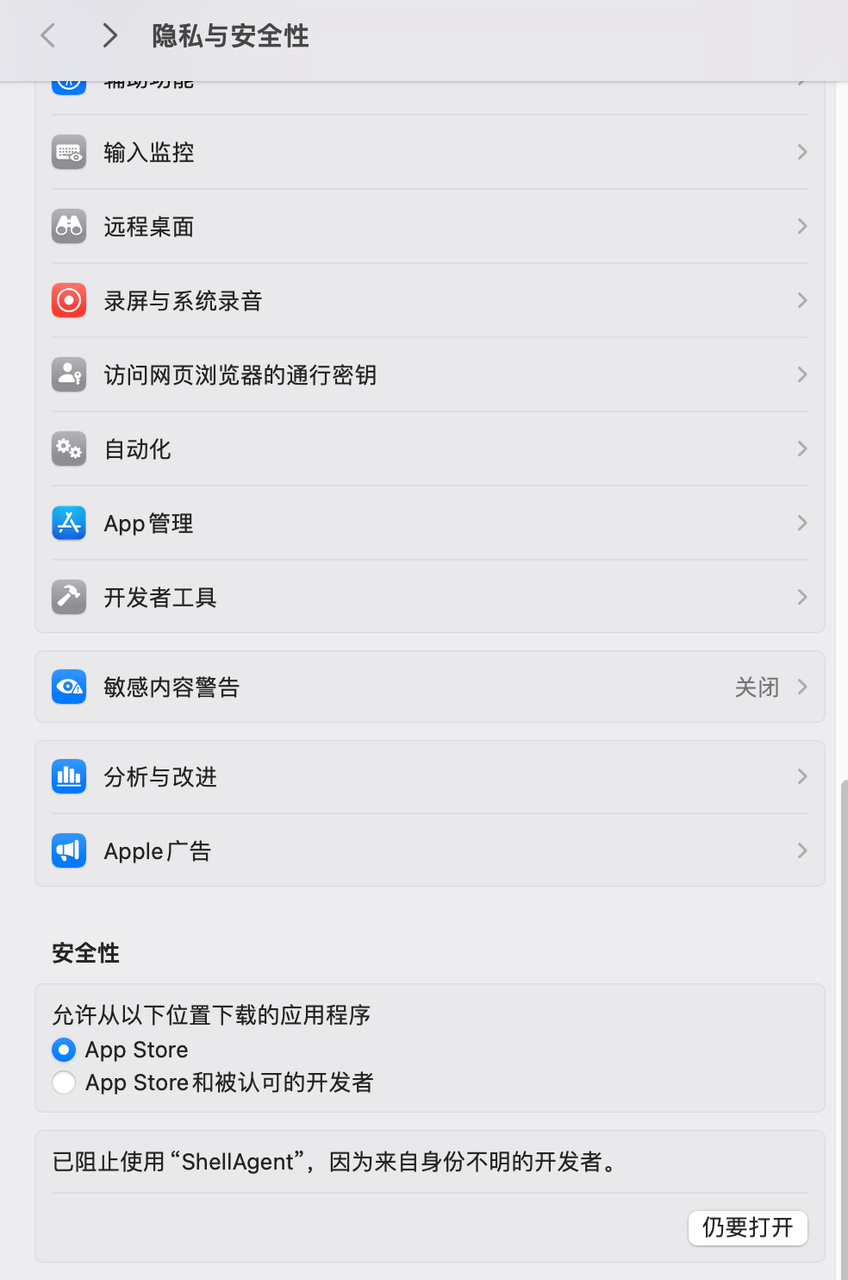 隐私与安全性
辅助功能
输入监控
远程桌面
录屏与系统录音
访问网页浏览器的通行密钥
自动化
App管理
开发者工具
敏感内容警告 关闭
分析与改进
Apple广告
安全性
允许从以下位置下载的应用程序
App Store
App Store和被认可的开发者
已阻止使用“ShellAgent”，因为来自身份不明的开发者。
仍要打开